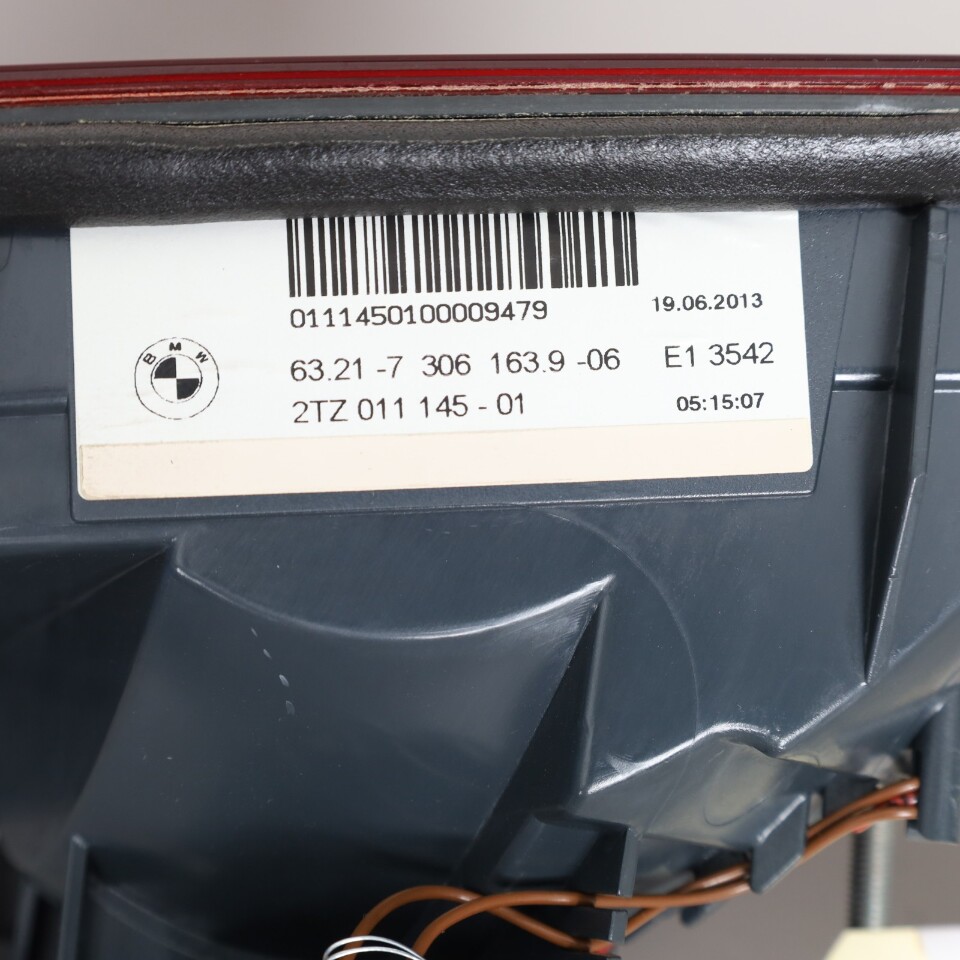 0111450100009479
19.06.2013
BMW
63.21 -7 306 163.9 -06 E1 3542
2TZ 011 145 - 01
05:15:07